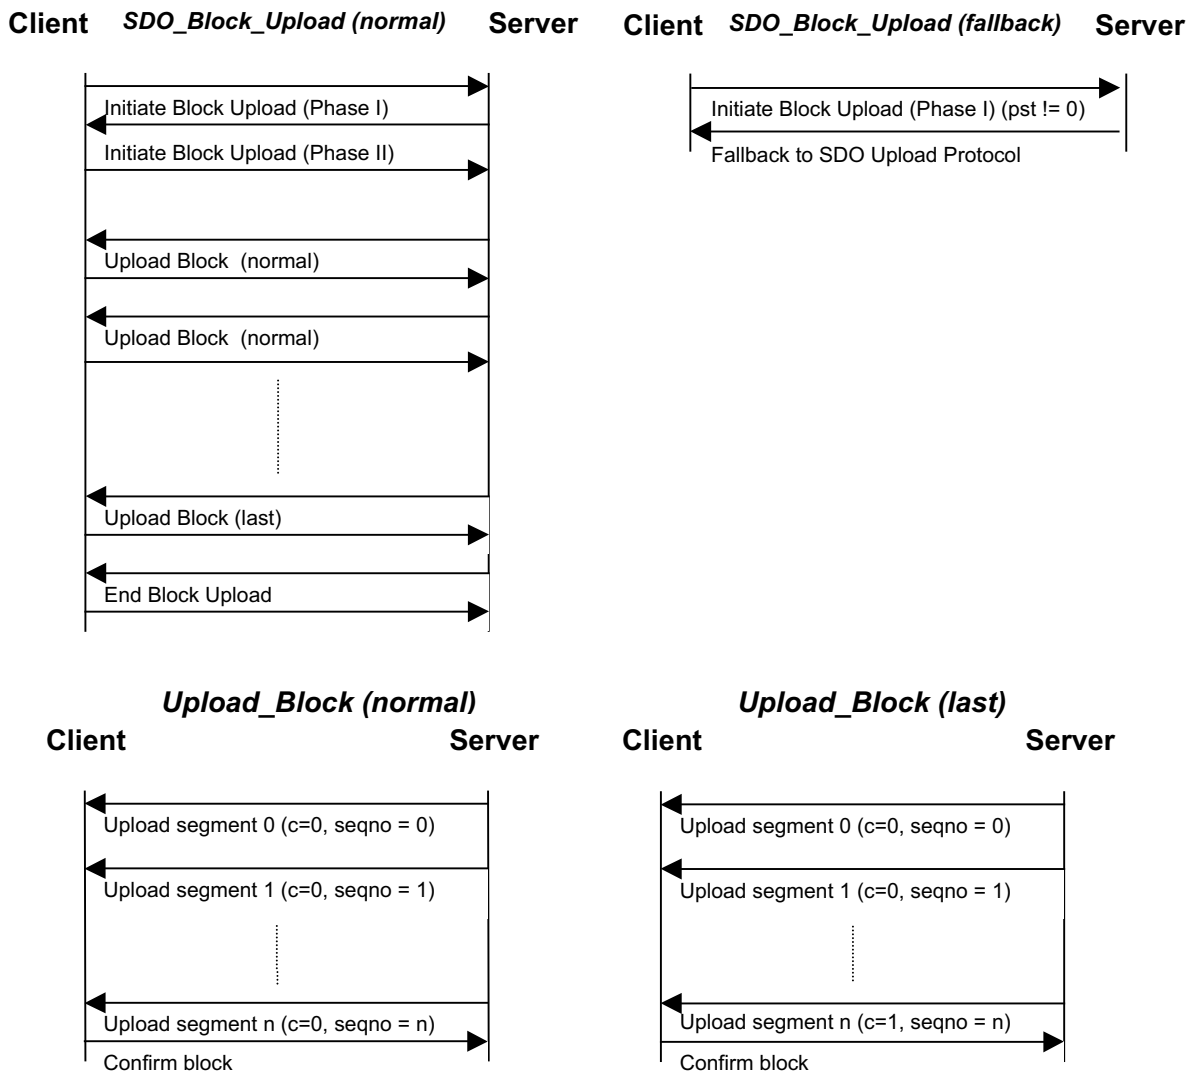 Client SDO_Block_Upload (normal) Server
Initiate Block Upload (Phase I)
Initiate Block Upload (Phase II)
Upload Block (normal)
Upload Block (normal)
Upload Block (last)
End Block Upload
Client SDO_Block_Upload (fallback) Server
Initiate Block Upload (Phase I) (pst != 0)
Fallback to SDO Upload Protocol
Upload_Block (normal)
Client Server
Upload segment 0 (c=0, seqno = 0)
Upload segment 1 (c=0, seqno = 1)
Upload segment n (c=0, seqno = n)
Confirm block
Upload_Block (last)
Client Server
Upload segment 0 (c=0, seqno = 0)
Upload segment 1 (c=0, seqno = 1)
Upload segment n (c=1, seqno = n)
Confirm block